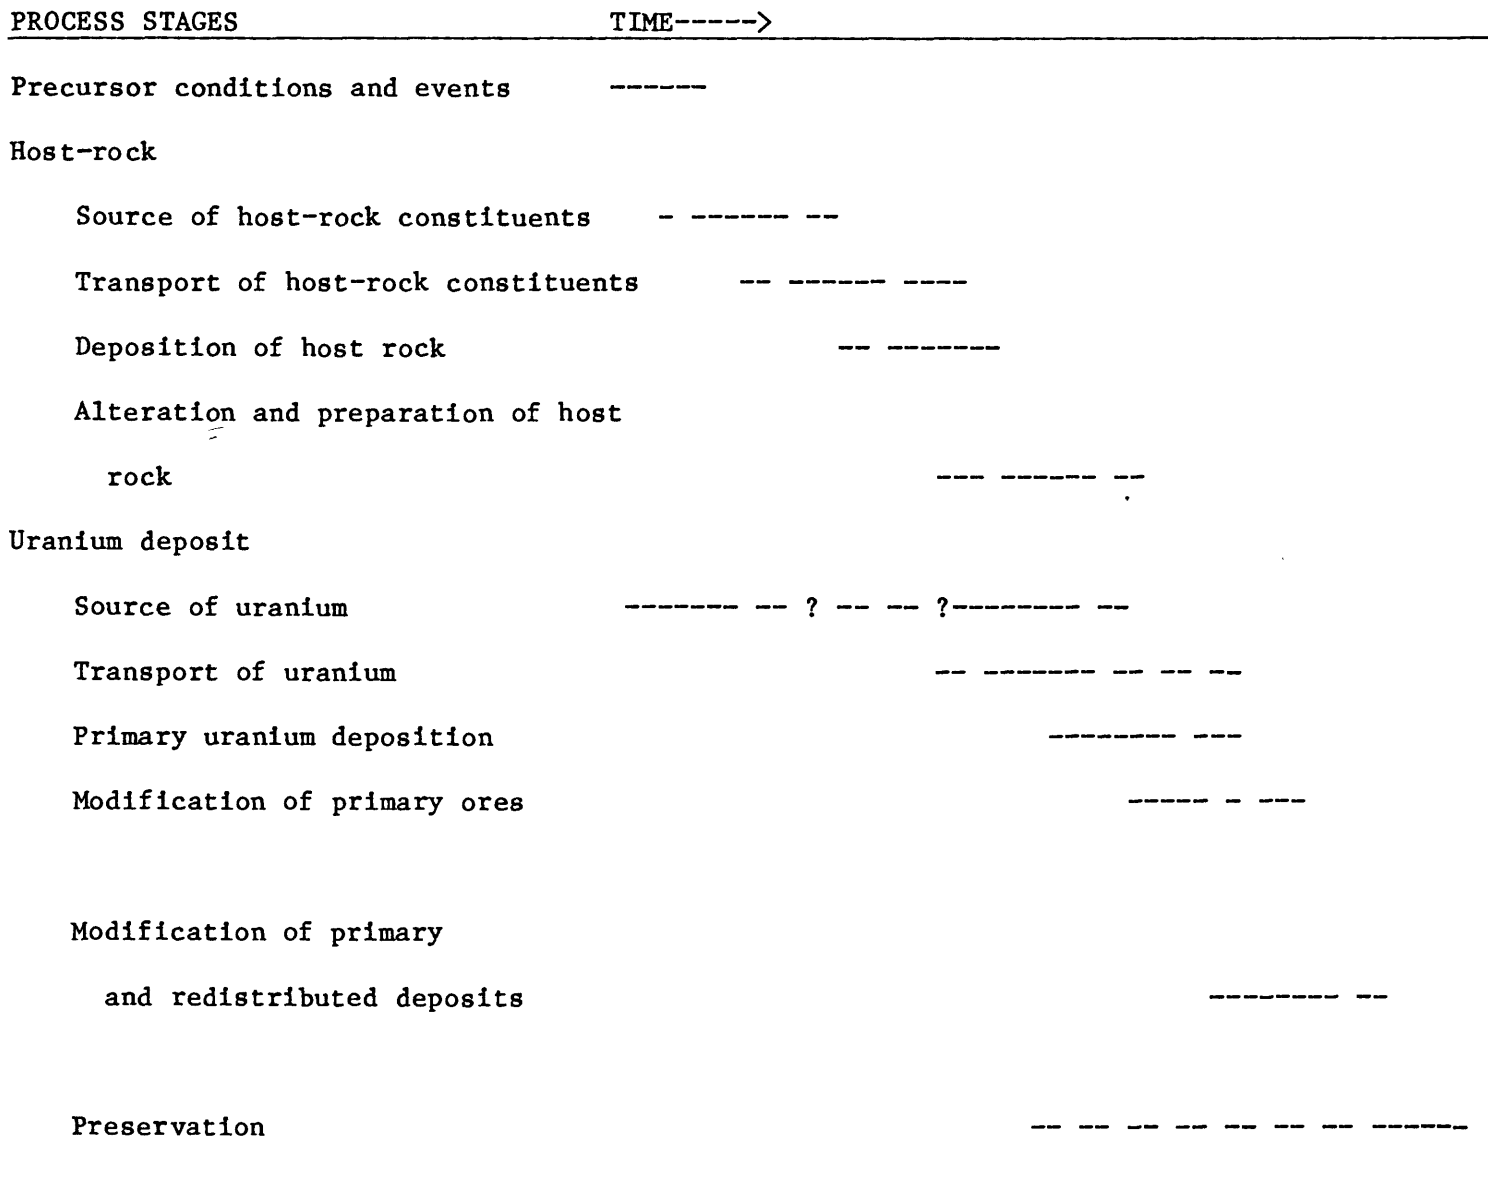 PROCESS STAGES TIME------>
Precursor conditions and events ------
Host-rock
Source of host-rock constituents - ------ --
Transport of host-rock constituents -- ------ ----
Deposition of host rock -- -------
Alteration and preparation of host
rock --- ------ --
Uranium deposit
Source of uranium ------- -- ? -- -- ?-------- --
Transport of uranium -- ------- -- -- --
Primary uranium deposition -------- ---
Modification of primary ores ----- - ---
Modification of primary
and redistributed deposits -------- --
Preservation -- -- -- -- -- -- -- ------